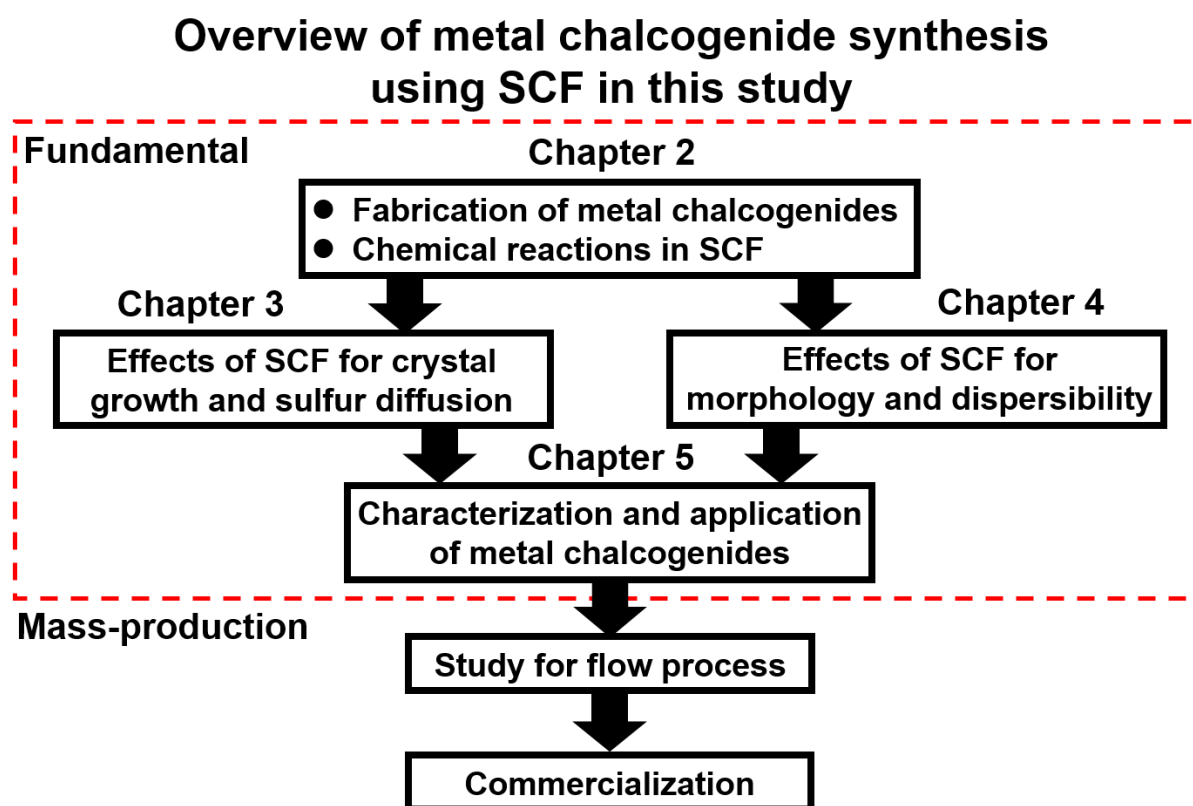 Overview of metal chalcogenide synthesis
using SCF in this study
Fundamental
Chapter 2
● Fabrication of metal chalcogenides
● Chemical reactions in SCF
Chapter 3
Effects of SCF for crystal
growth and sulfur diffusion
Chapter 4
Effects of SCF for
morphology and dispersibility
Chapter 5
Characterization and application
of metal chalcogenides
Mass-production
Study for flow process
Commercialization